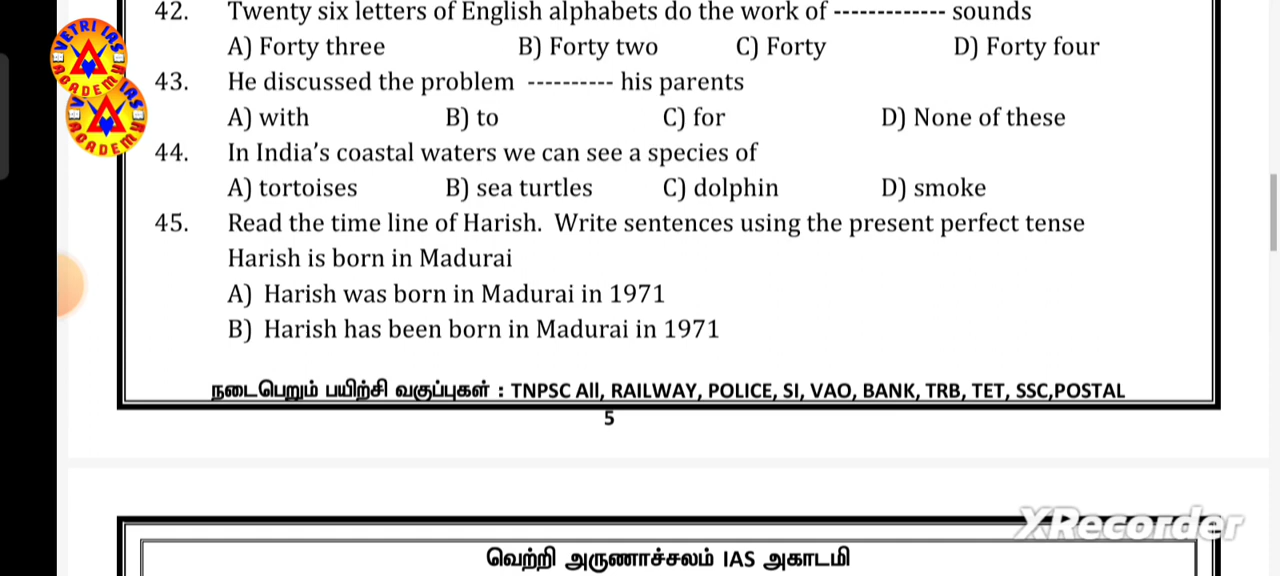 42. Twenty six letters of English alphabets do the work of ------------- sounds
A) Forty three B) Forty two C) Forty D) Forty four
43. He discussed the problem ---------- his parents
A) with B) to C) for D) None of these
44. In India's coastal waters we can see a species of
A) tortoises B) sea turtles C) dolphin D) smoke
45. Read the time line of Harish. Write sentences using the present perfect tense
Harish is born in Madurai
A) Harish was born in Madurai in 1971
B) Harish has been born in Madurai in 1971
நடைபெறும் பயிற்சி வகுப்புகள் : TNPSC All, RAILWAY, POLICE, SI, VAO, BANK, TRB, TET, SSC,POSTAL
5
XRecorder
வெற்றி அருணாச்சலம் IAS அகாடமி
VETRI IAS
ACADEMY
IAS
ACADEMY